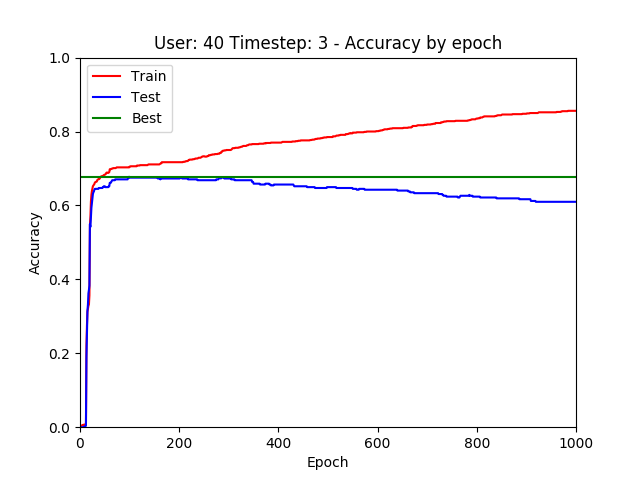 User: 40 Timestep: 3 - Accuracy by epoch
Train
Test
Best
1.0
0.8
0.6
0.4
0.2
0.0
Accuracy
0 200 400 600 800 1000
Epoch